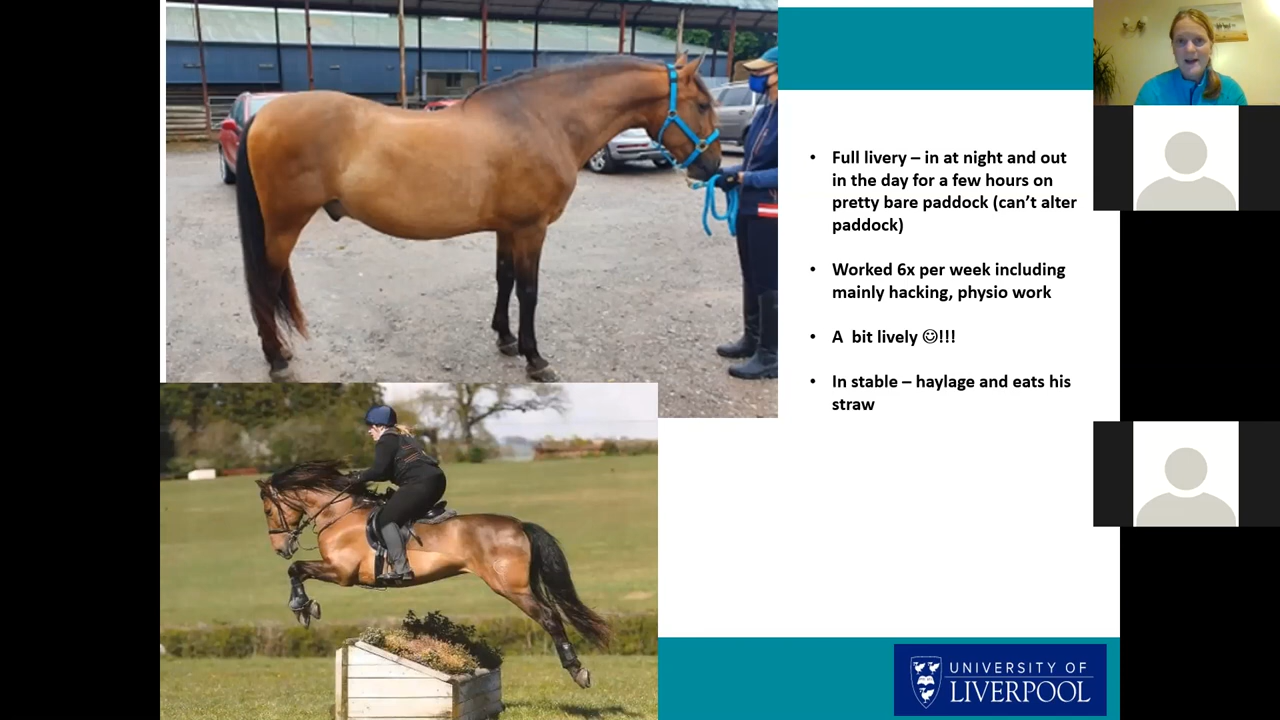 • Full livery – in at night and out
in the day for a few hours on
pretty bare paddock (can’t alter
paddock)
• Worked 6x per week including
mainly hacking, physio work
• A  bit lively ☺!!!
• In stable – haylage and eats his
straw
UNIVERSITY OF
LIVERPOOL